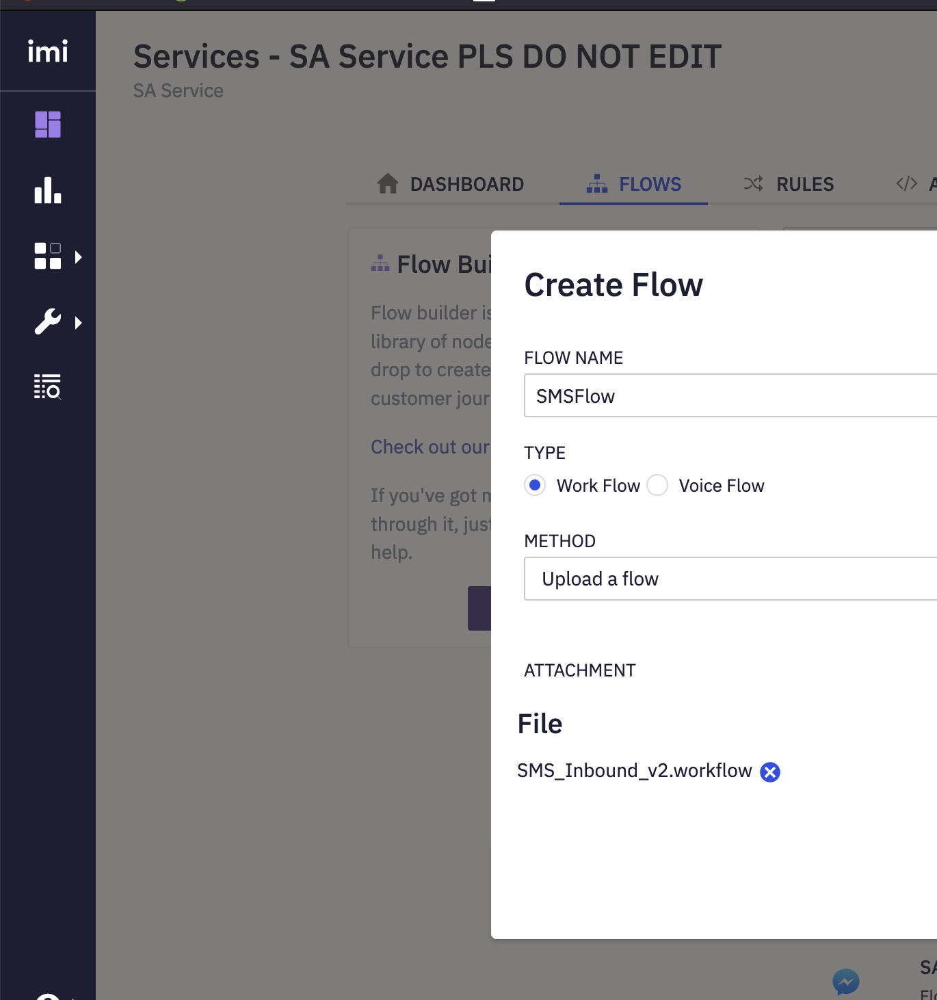 imi
Services - SA Service PLS DO NOT EDIT
SA Service
DASHBOARD
FLOWS
RULES
</>
Flow Bui
Flow builder is
library of node
drop to create
customer jour
Check out our
If you've got
through it, just
help.
Create Flow
FLOW NAME
SMSFlow
TYPE
Work Flow
Voice Flow
METHOD
Upload a flow
ATTACHMENT
File
SMS_Inbound_v2.workflow